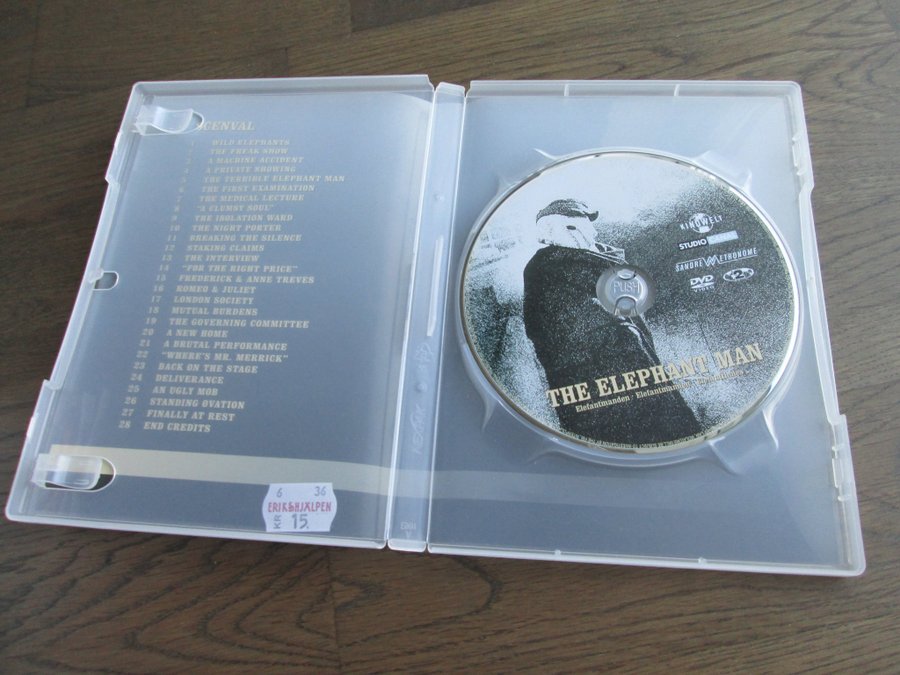 SCENVAL
1 WILD ELEPHANTS
2 THE FREAK SHOW
3 A MACHINE ACCIDENT
4 A PRIVATE SHOWING
5 THE TERRIBLE ELEPHANT MAN
6 THE FIRST EXAMINATION
7 THE MEDICAL LECTURE
8 "A CLUMSY SOUL"
9 THE ISOLATION WARD
10 THE NIGHT PORTER
11 BREAKING THE SILENCE
12 STAKING CLAIMS
13 THE INTERVIEW
14 "FOR THE RIGHT PRICE"
15 FREDERICK & ANNE TREVES
16 ROMEO & JULIET
17 LONDON SOCIETY
18 MUTUAL BURDENS
19 THE GOVERNING COMMITTEE
20 A NEW HOME
21 A BRUTAL PERFORMANCE
22 "WHERE'S MR. MERRICK"
23 BACK ON THE STAGE
24 DELIVERANCE
25 AN UGLY MOB
26 STANDING OVATION
27 FINALLY AT REST
28 END CREDITS
6 36
ERIKSHJÄLPEN
KR 15.
KINOWELT
STUDIO
SANDREW METRONOME
DVD
VIDEO
PUSH
THE ELEPHANT MAN
Elefantmanden · Elefantmannen